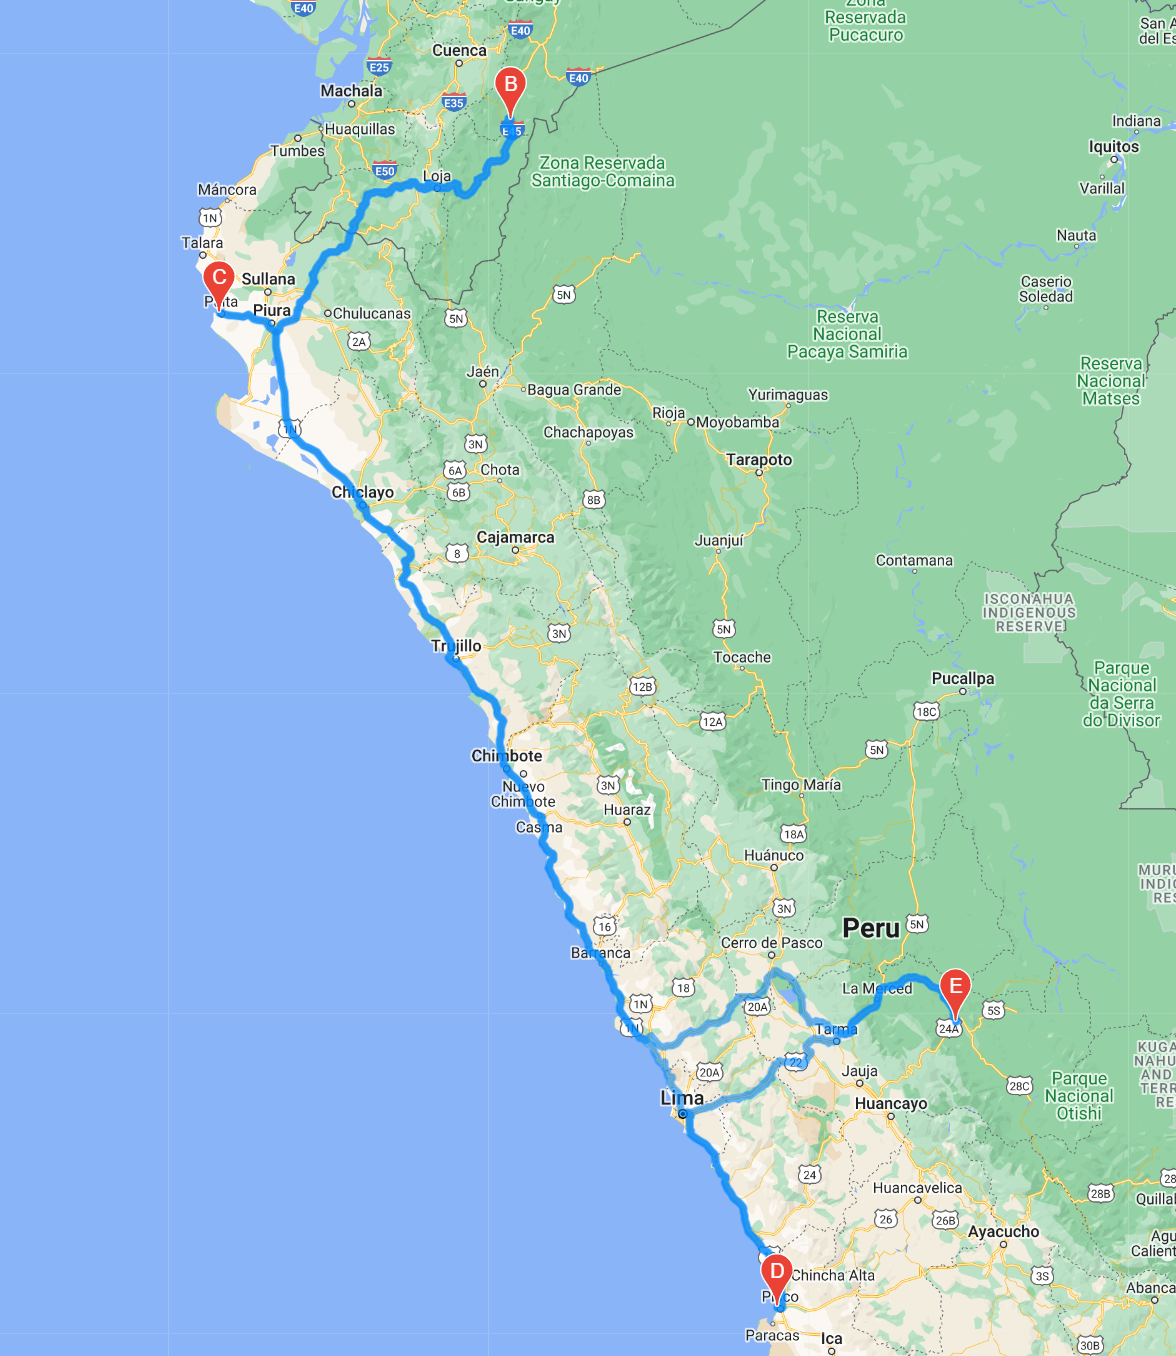 E40
Zona
Reservada
Pucacuro
San A
del Es
E40
Cuenca
E25
E40
B
Machala
E35
Huaquillas
Tumbes
Indiana
Iquitos
Varillal
E50
Loja
Zona Reservada
Santiago-Comaina
Máncora
1N
Talara
Nauta
C
Sullana
5N
Caserio
Soledad
Piura
Chulucanas
5N
Reserva
Nacional
Pacaya Samiria
2A
Reserva
Nacional
Matses
Jaén
Bagua Grande
Yurimaguas
Rioja
Moyobamba
1N
Chachapoyas
3N
Tarapoto
6A
Chota
Chiclayo
6B
8B
Cajamarca
Juanjuí
8
Contamana
ISCONAHUA
INDIGENOUS
RESERVE
3N
5N
Trujillo
Tocache
Parque
Nacional
da Serra
do Divisor
Pucallpa
12B
18C
12A
5N
Chimbote
Nuevo
Chimbote
3N
Tingo María
Casma
Huaraz
18A
Huánuco
MURU
INDIG
RES
3N
Peru
5N
16
Cerro de Pasco
Barranca
La Merced
E
18
1N
20A
5S
1N
Tarma
24A
22
20A
Jauja
28C
KUGA
NAHU
AND
TERR
RE
Parque
Nacional
Otishi
Lima
Huancayo
24
Huancavelica
28B
28
Quilla
26
26B
Ayacucho
Agu
Calient
D
Chincha Alta
3S
Abanca
Paracas
Ica
30B